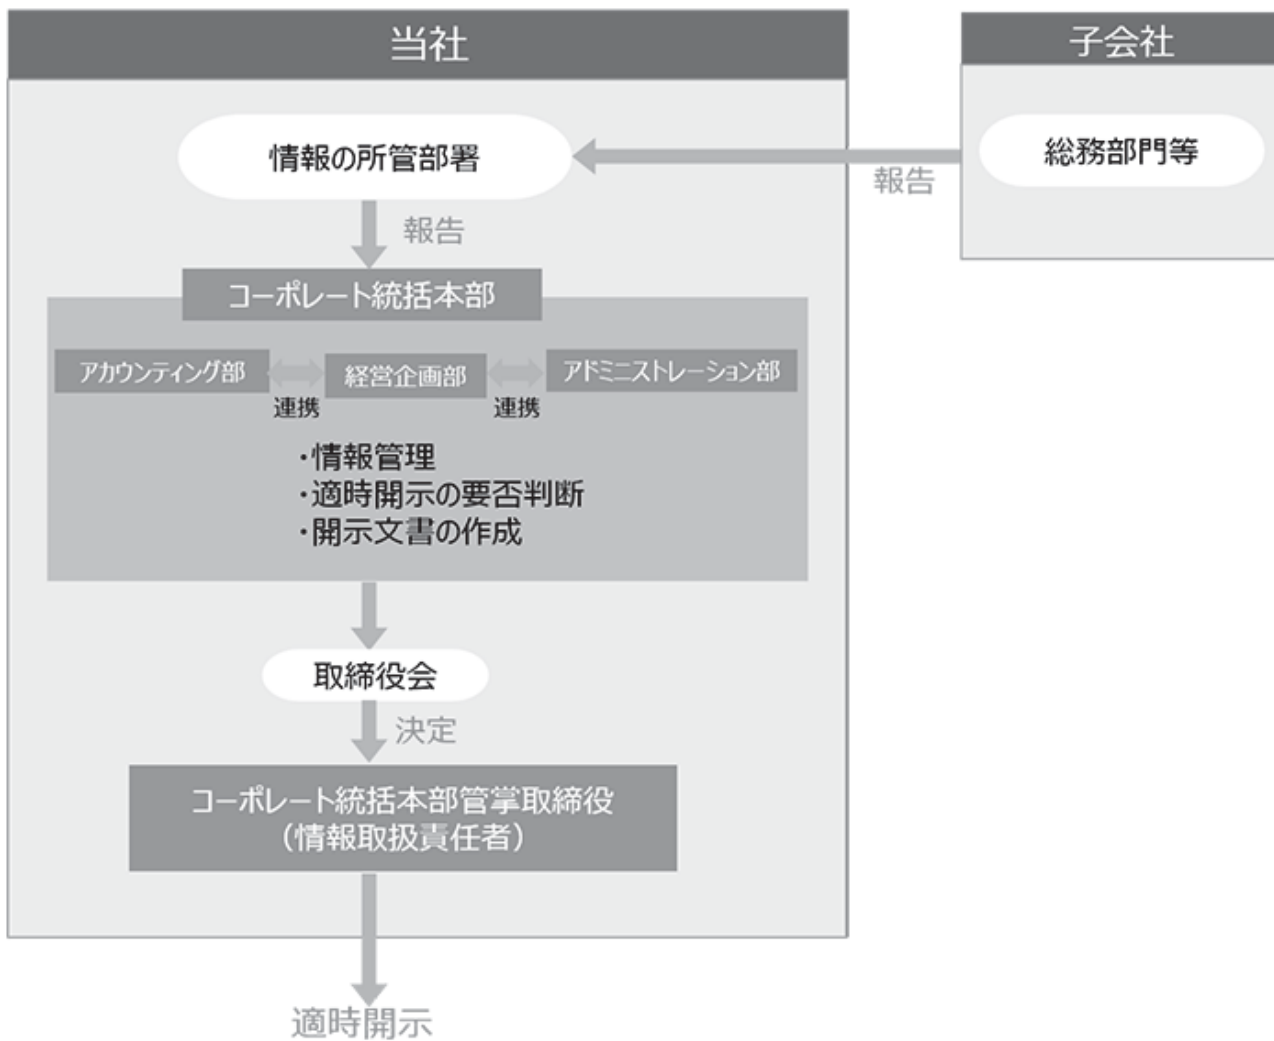 当社
子会社
情報の所管部署
総務部門等
報告
報告
コーポレート統括本部
アカウンティング部
経営企画部
アドミニストレーション部
連携
連携
・情報管理
・適時開示の要否判断
・開示文書の作成
取締役会
決定
コーポレート統括本部管掌取締役
（情報取扱責任者）
適時開示